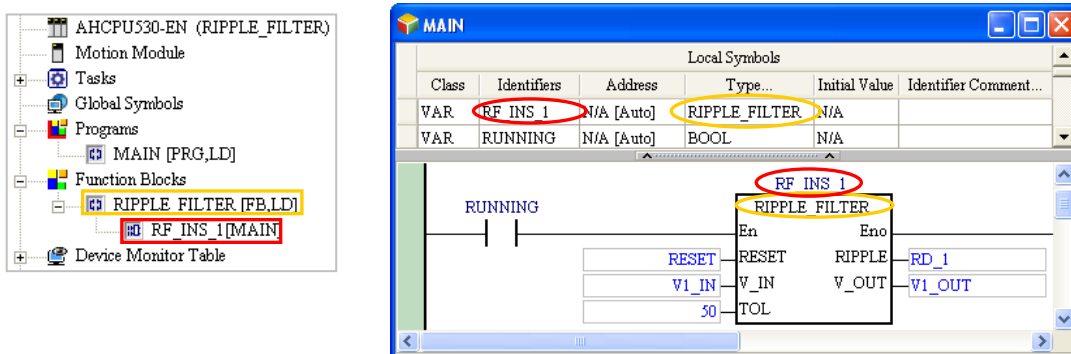 AHCPU530-EN (RIPPLE_FILTER)
Motion Module
Tasks
Global Symbols
Programs
MAIN [PRG,LD]
Function Blocks
RIPPLE_FILTER [FB,LD]
RF_INS_1[MAIN]
Device Monitor Table
MAIN
Local Symbols
Class Identifiers Address Type... Initial Value Identifier Comment...
VAR RF_INS_1 N/A [Auto] RIPPLE_FILTER N/A
VAR RUNNING N/A [Auto] BOOL N/A
RF_INS_1
RUNNING RIPPLE_FILTER
En Eno
RESET RESET RIPPLE RD_1
V1_IN V_IN V_OUT V1_OUT
50 TOL